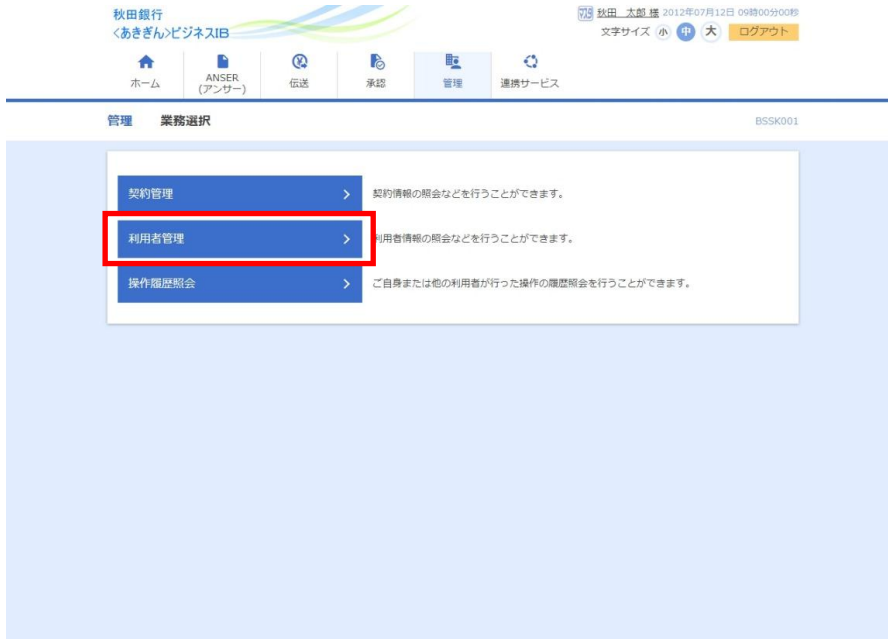 秋田銀行
<あきぎん>ビジネスIB
マスタ 秋田 太郎 様 2012年07月12日 09時00分00秒
文字サイズ 小 中 大 ログアウト
ホーム
ANSER
(アンサー)
伝送
承認
管理
連携サービス
管理 業務選択
BSSK001
契約管理
契約情報の照会などを行うことができます。
利用者管理
利用者情報の照会などを行うことができます。
操作履歴照会
ご自身または他の利用者が行った操作の履歴照会を行うことができます。